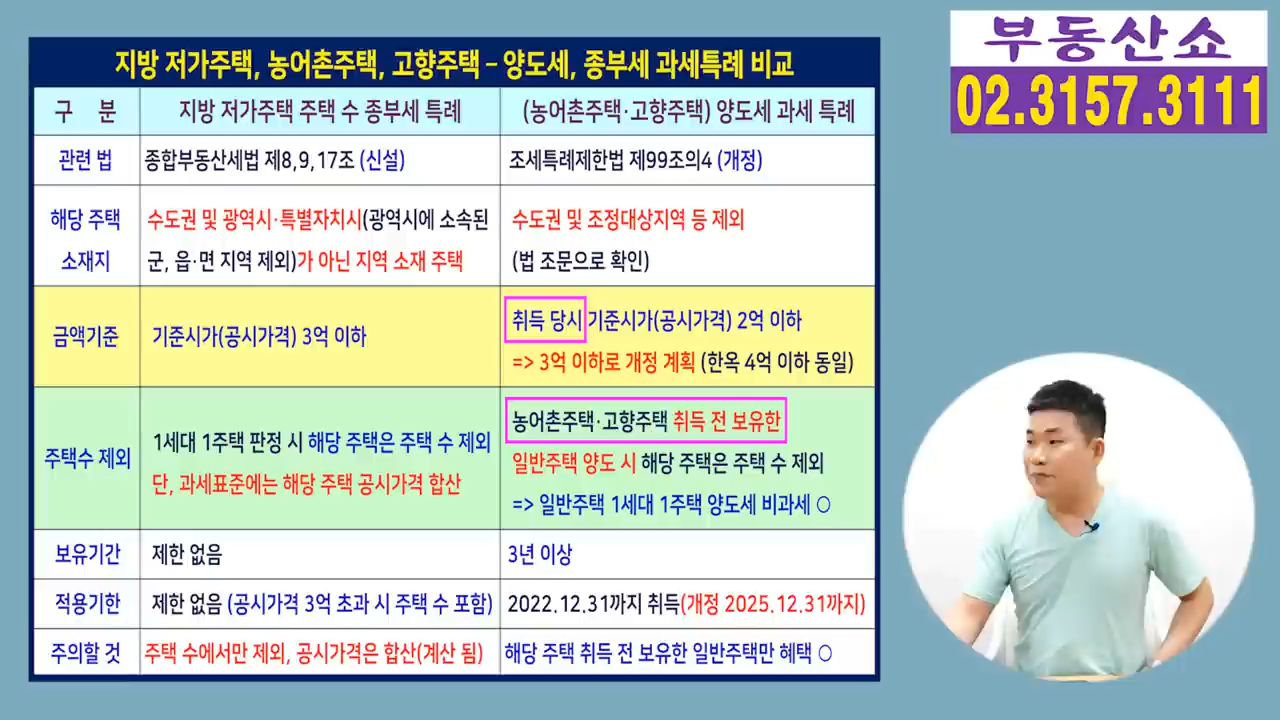 부동산쇼
02.3157.3111
지방 저가주택, 농어촌주택, 고향주택 – 양도세, 종부세 과세특례 비교
구 분
지방 저가주택 주택 수 종부세 특례
(농어촌주택·고향주택) 양도세 과세 특례
관련 법
종합부동산세법 제8,9,17조 (신설)
조세특례제한법 제99조의4 (개정)
해당 주택
소재지
수도권 및 광역시·특별자치시(광역시에 소속된
군, 읍·면 지역 제외)가 아닌 지역 소재 주택
수도권 및 조정대상지역 등 제외
(법 조문으로 확인)
금액기준
기준시가(공시가격) 3억 이하
취득 당시 기준시가(공시가격) 2억 이하
=> 3억 이하로 개정 계획 (한옥 4억 이하 동일)
주택수 제외
1세대 1주택 판정 시 해당 주택은 주택 수 제외
단, 과세표준에는 해당 주택 공시가격 합산
농어촌주택·고향주택 취득 전 보유한
일반주택 양도 시 해당 주택은 주택 수 제외
=> 일반주택 1세대 1주택 양도세 비과세 O
보유기간
제한 없음
3년 이상
적용기한
제한 없음 (공시가격 3억 초과 시 주택 수 포함)
2022.12.31까지 취득(개정 2025.12.31까지)
주의할 것
주택 수에서만 제외, 공시가격은 합산(계산 됨)
해당 주택 취득 전 보유한 일반주택만 혜택 O